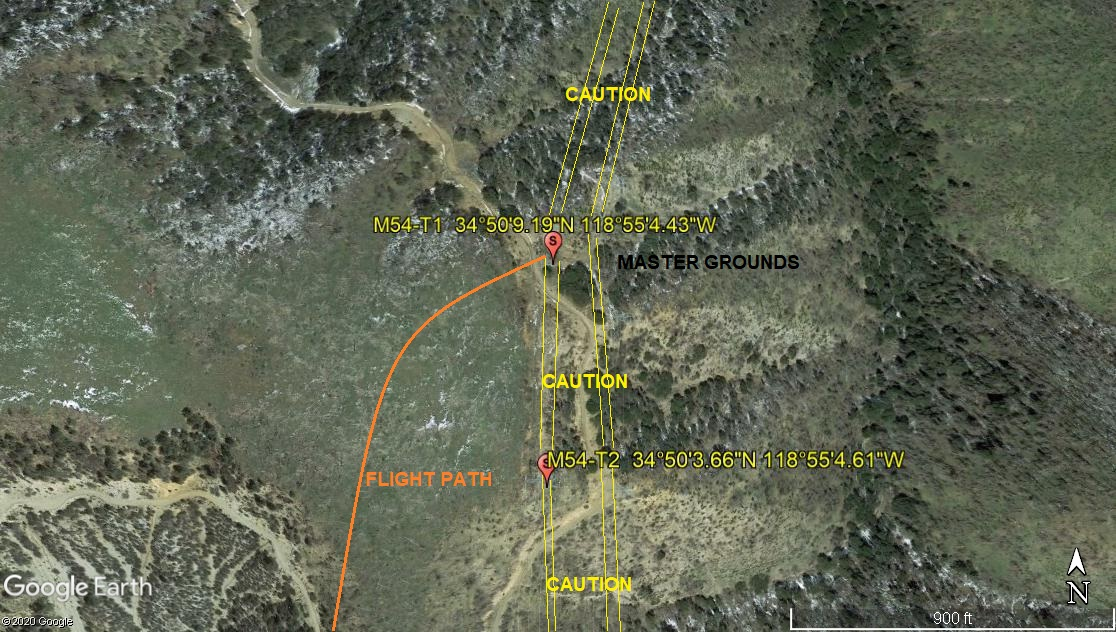 CAUTION
M54-T1 34°50'9.19"N 118°55'4.43"W
S
MASTER GROUNDS
CAUTION
M54-T2 34°50'3.66"N 118°55'4.61"W
FLIGHT PATH
CAUTION
Google Earth
N
©2020 Google
900 ft